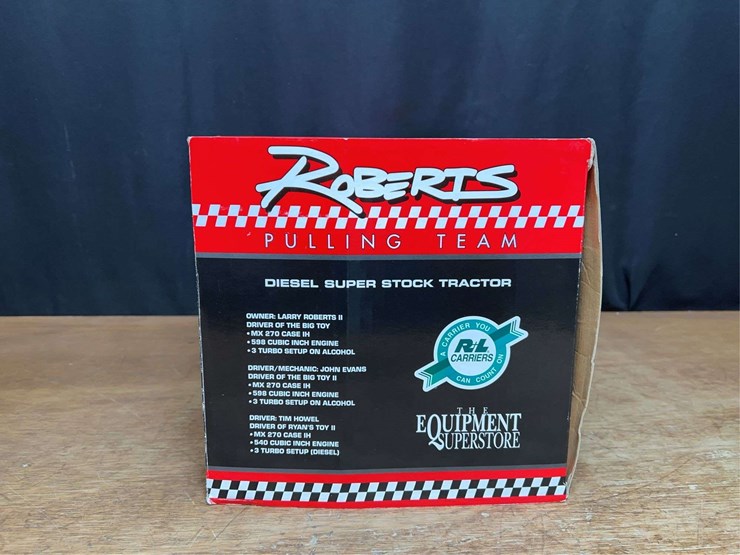 ROBERTS
PULLING TEAM
DIESEL SUPER STOCK TRACTOR
OWNER: LARRY ROBERTS II
DRIVER OF THE BIG TOY
• MX 270 CASE IH
• 598 CUBIC INCH ENGINE
• 3 TURBO SETUP ON ALCOHOL
DRIVER/MECHANIC: JOHN EVANS
DRIVER OF THE BIG TOY II
• MX 270 CASE IH
• 598 CUBIC INCH ENGINE
• 3 TURBO SETUP ON ALCOHOL
DRIVER: TIM HOWEL
DRIVER OF RYAN'S TOY II
• MX 270 CASE IH
• 540 CUBIC INCH ENGINE
• 3 TURBO SETUP (DIESEL)
A CARRIER YOU
R+L
CARRIERS
CAN COUNT ON
THE
EQUIPMENT
SUPERSTORE